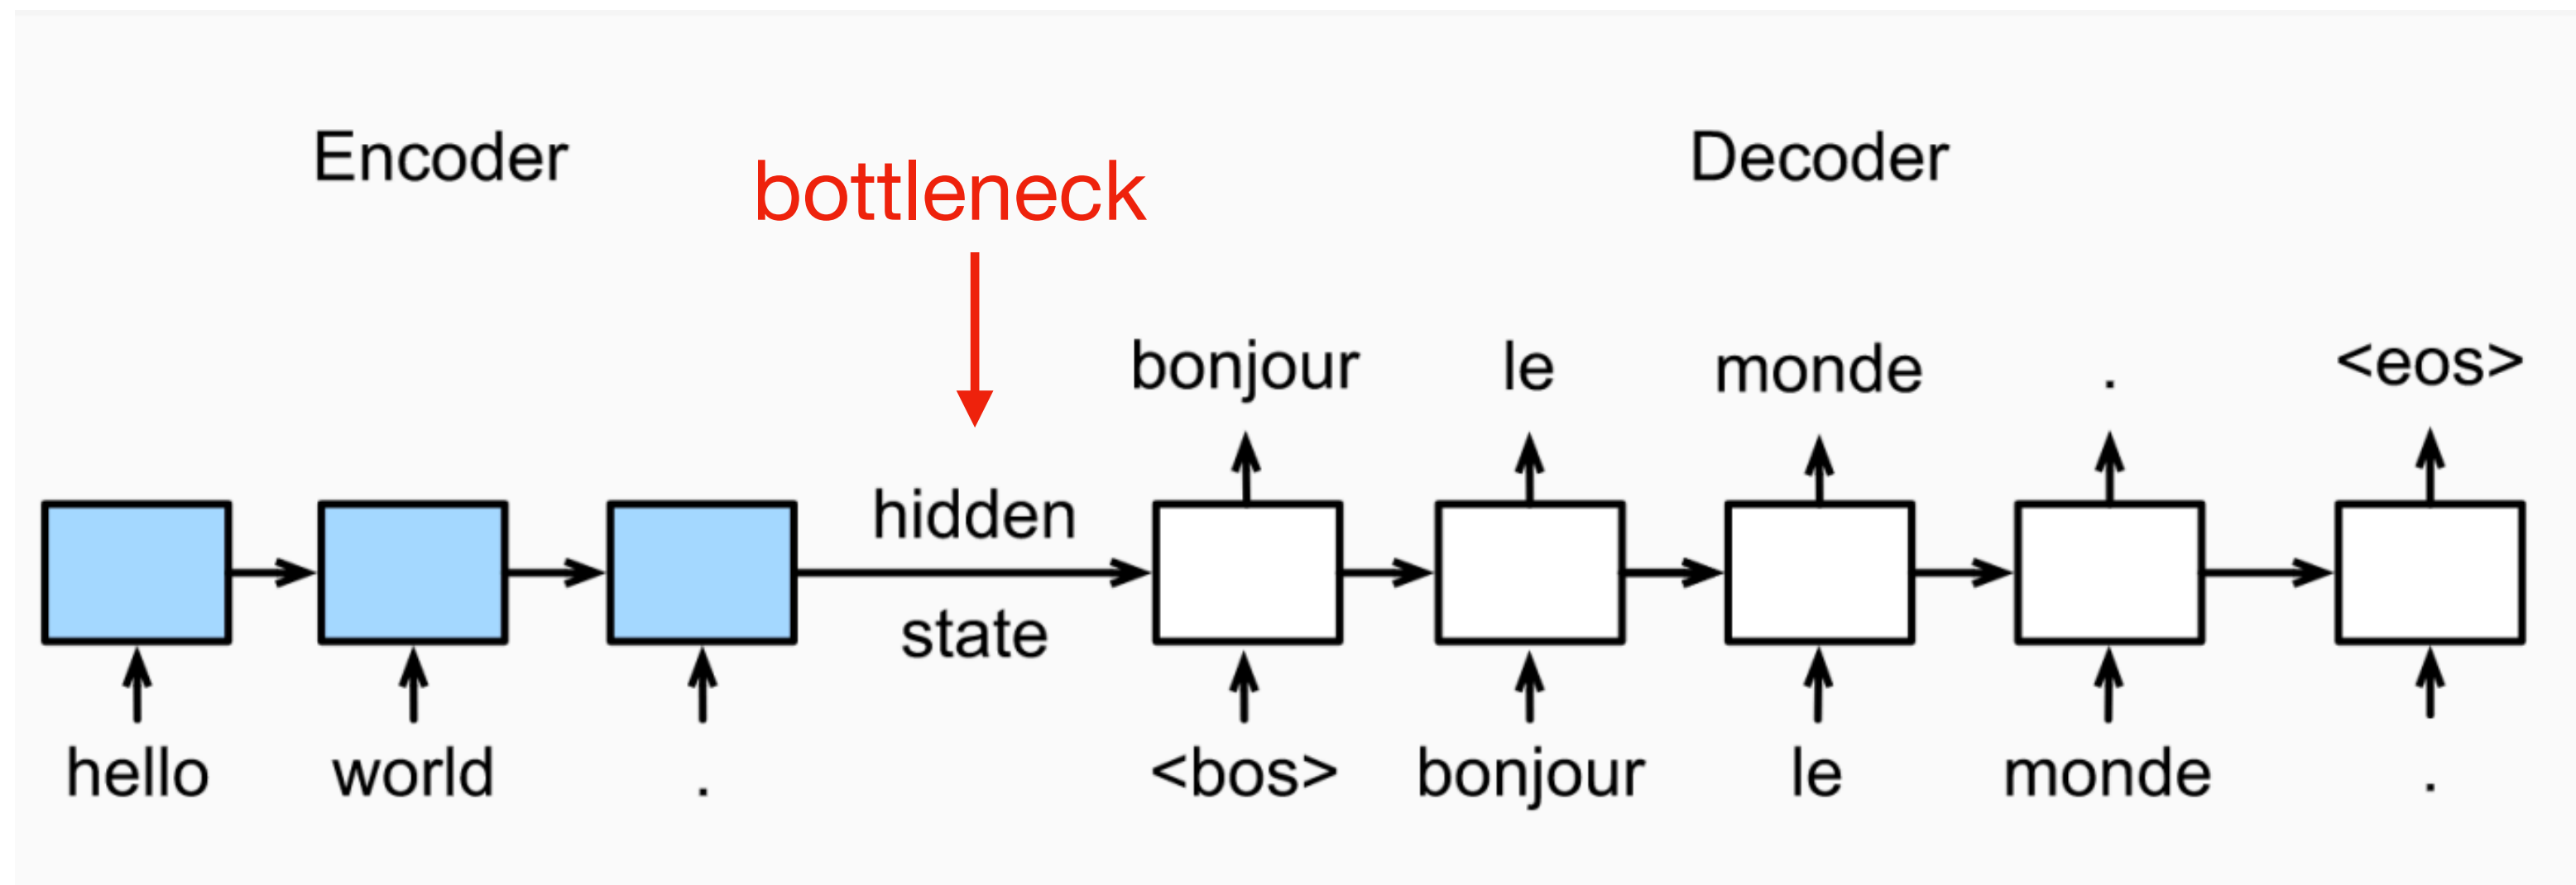 Encoder
Decoder
bottleneck
bonjour le monde . <eos>
hidden
state
hello world . <bos> bonjour le monde .